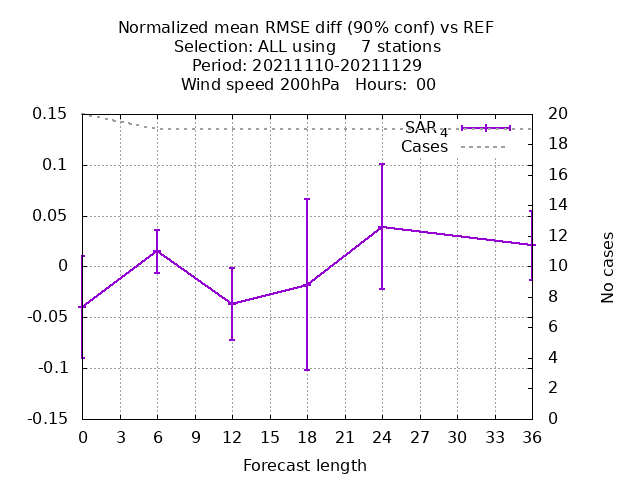 Normalized mean RMSE diff (90% conf) vs REF
Selection: ALL using     7 stations
Period: 20211110-20211129
Wind speed 200hPa   Hours: 00
SAR 4
Cases
0.15
0.1
0.05
0
-0.05
-0.1
-0.15
20
18
16
14
12
10
8
6
4
2
0
No cases
0 3 6 9 12 15 18 21 24 27 30 33 36
Forecast length